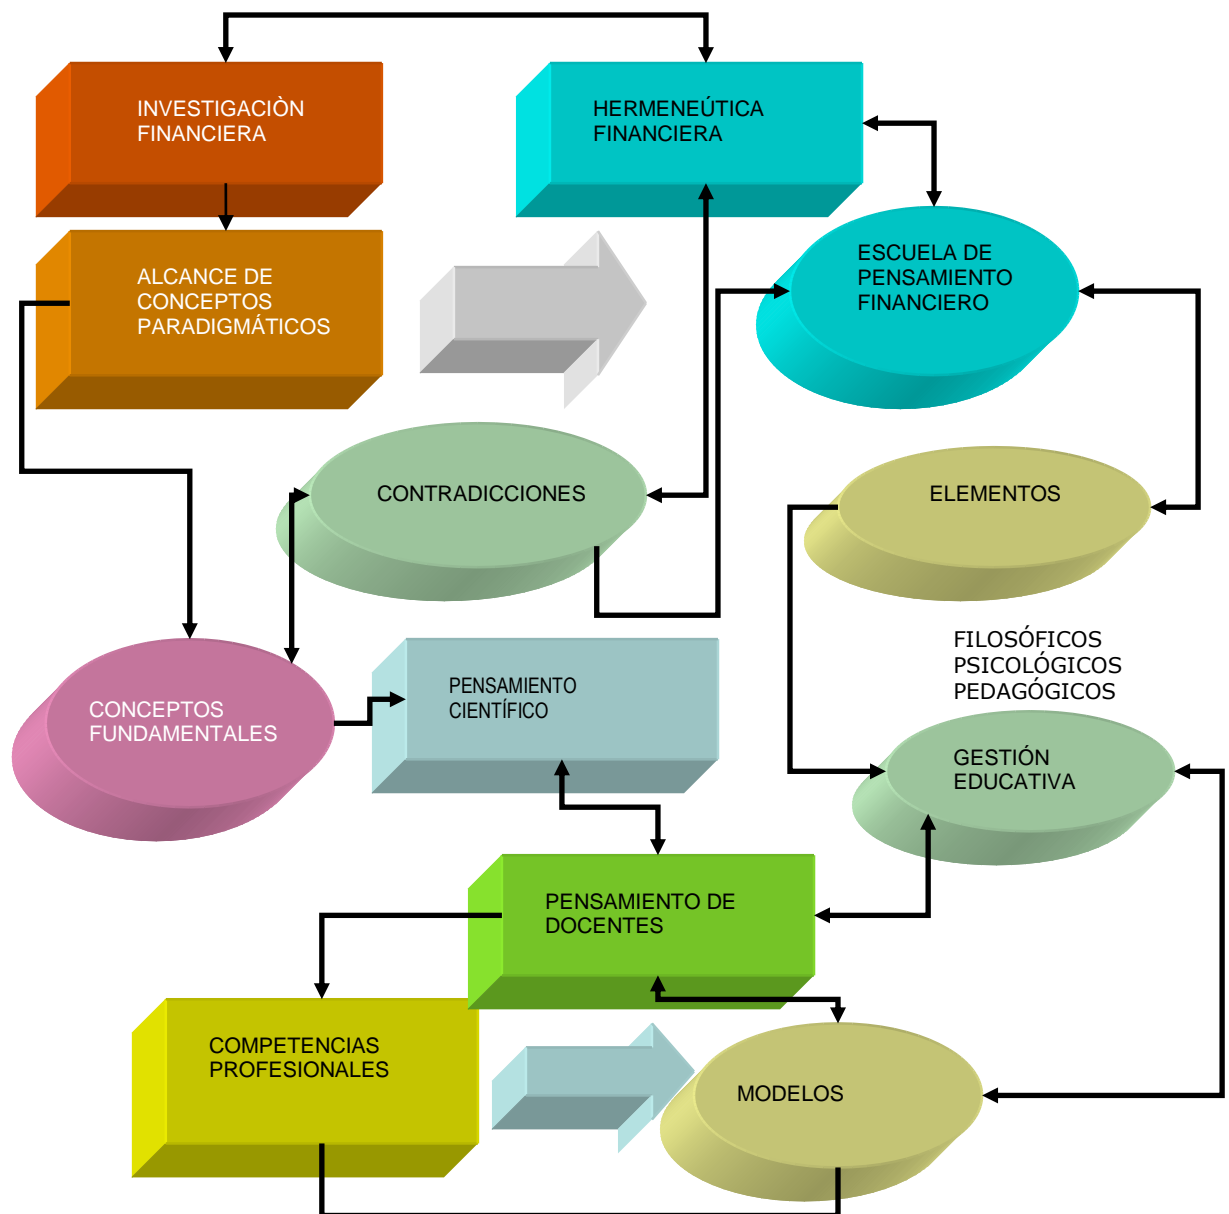 INVESTIGACIÒN
FINANCIERA
HERMENEÚTICA
FINANCIERA
ALCANCE DE
CONCEPTOS
PARADIGMÁTICOS
ESCUELA DE
PENSAMIENTO
FINANCIERO
CONTRADICCIONES
ELEMENTOS
FILOSÓFICOS
PSICOLÓGICOS
PEDAGÓGICOS
CONCEPTOS
FUNDAMENTALES
PENSAMIENTO
CIENTÍFICO
GESTIÓN
EDUCATIVA
PENSAMIENTO DE
DOCENTES
COMPETENCIAS
PROFESIONALES
MODELOS